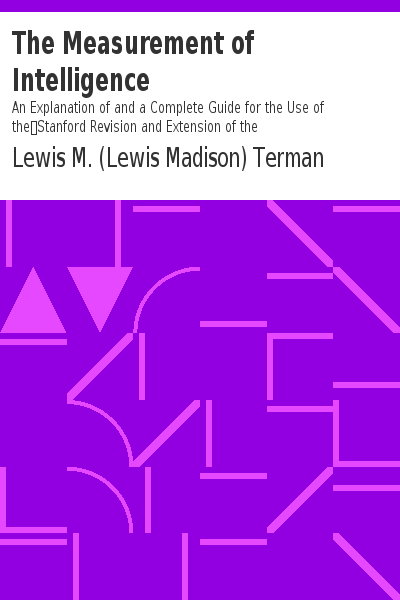 The Measurement of
Intelligence
An Explanation of and a Complete Guide for the Use of
the▯Stanford Revision and Extension of the
Lewis M. (Lewis Madison) Terman